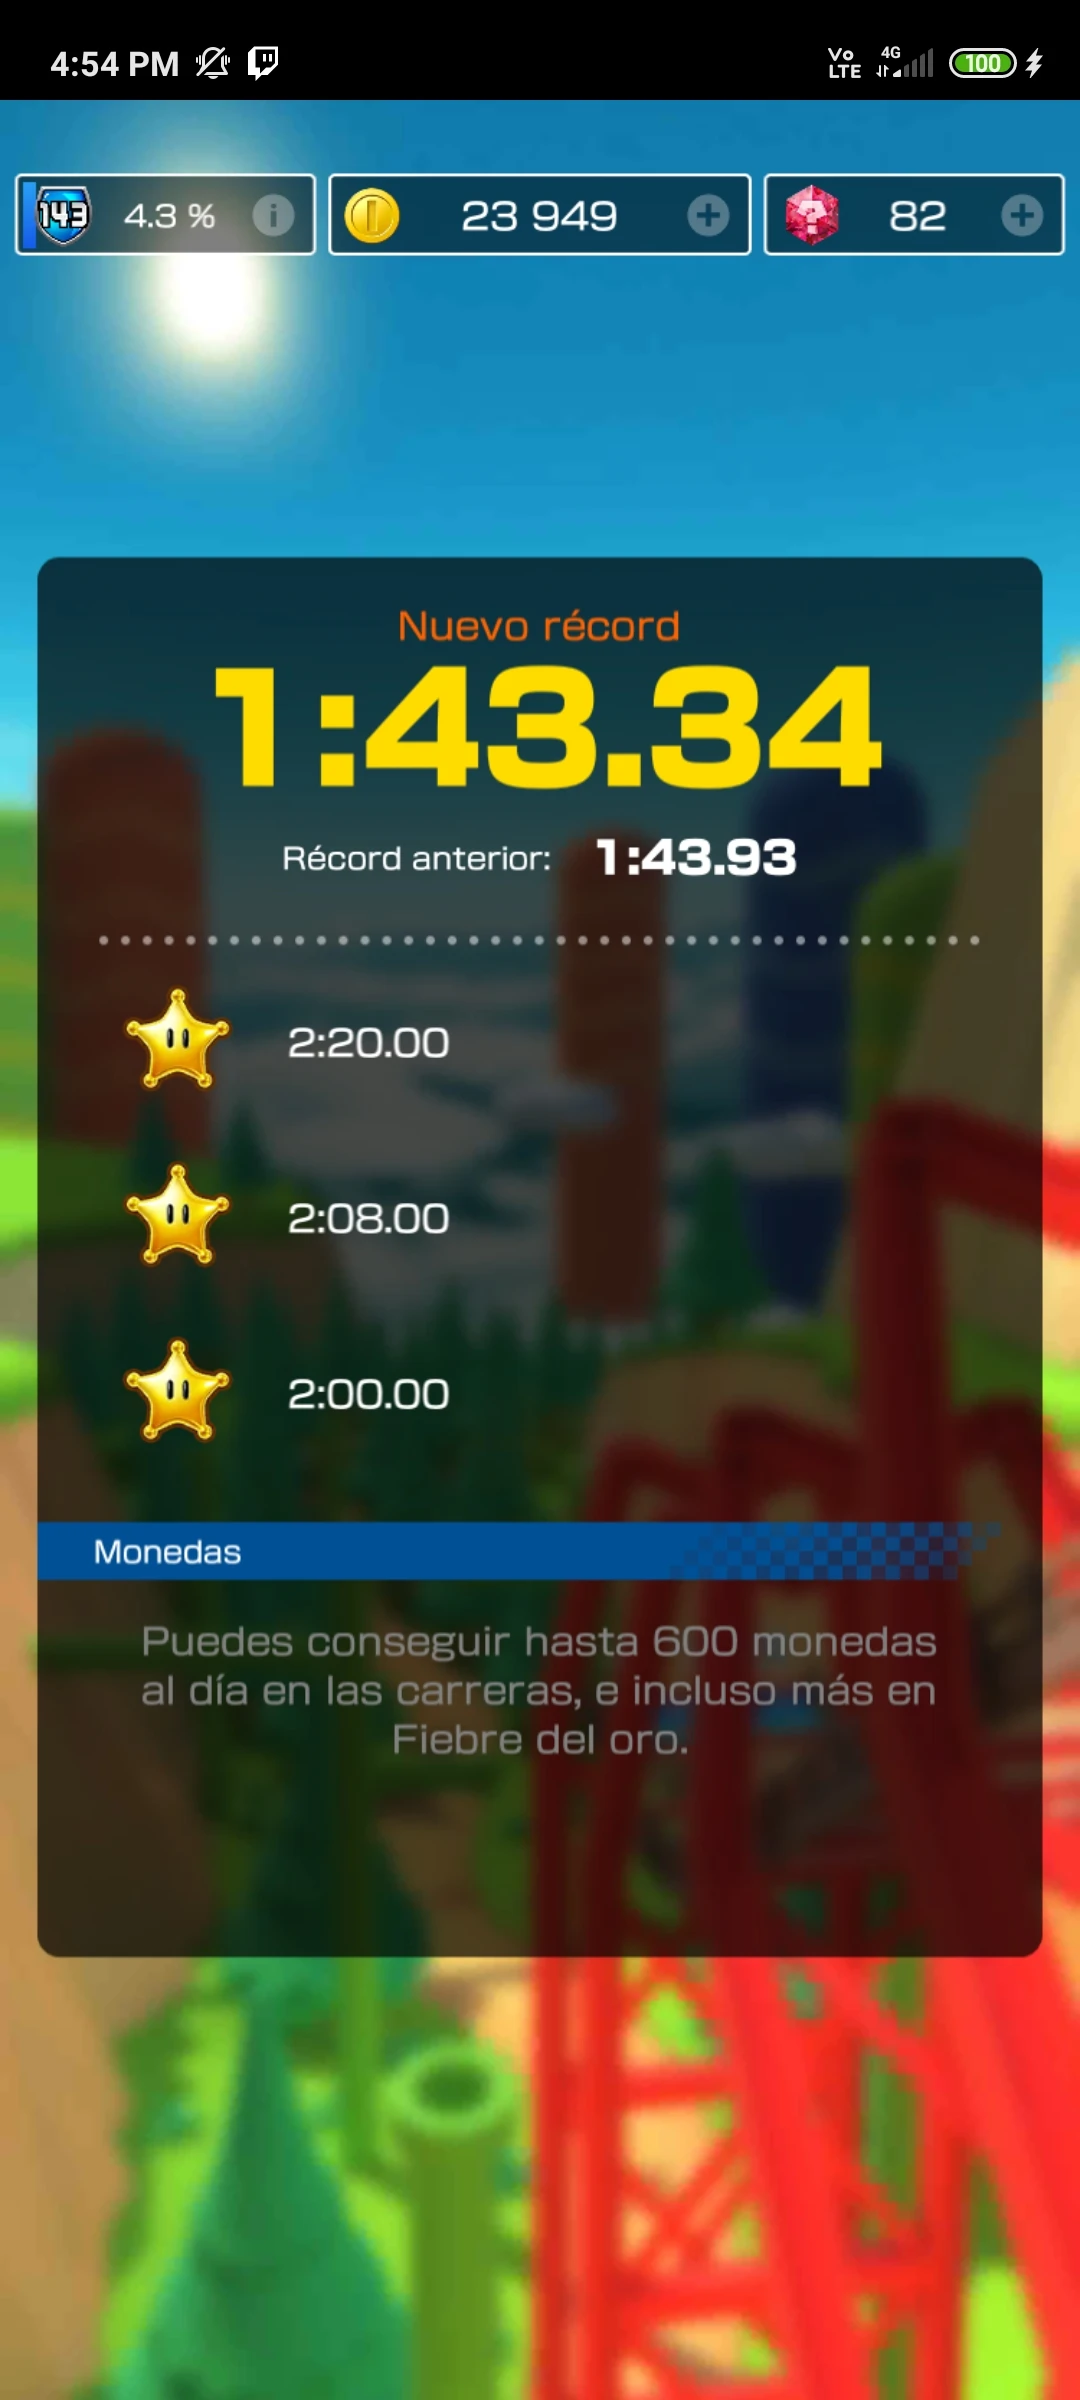 4:54 PM
Vo LTE 4G 100
143 4.3 % i 23 949 + ? 82 +
Nuevo récord
1:43.34
Récord anterior: 1:43.93
2:20.00
2:08.00
2:00.00
Monedas
Puedes conseguir hasta 600 monedas
al día en las carreras, e incluso más en
Fiebre del oro.